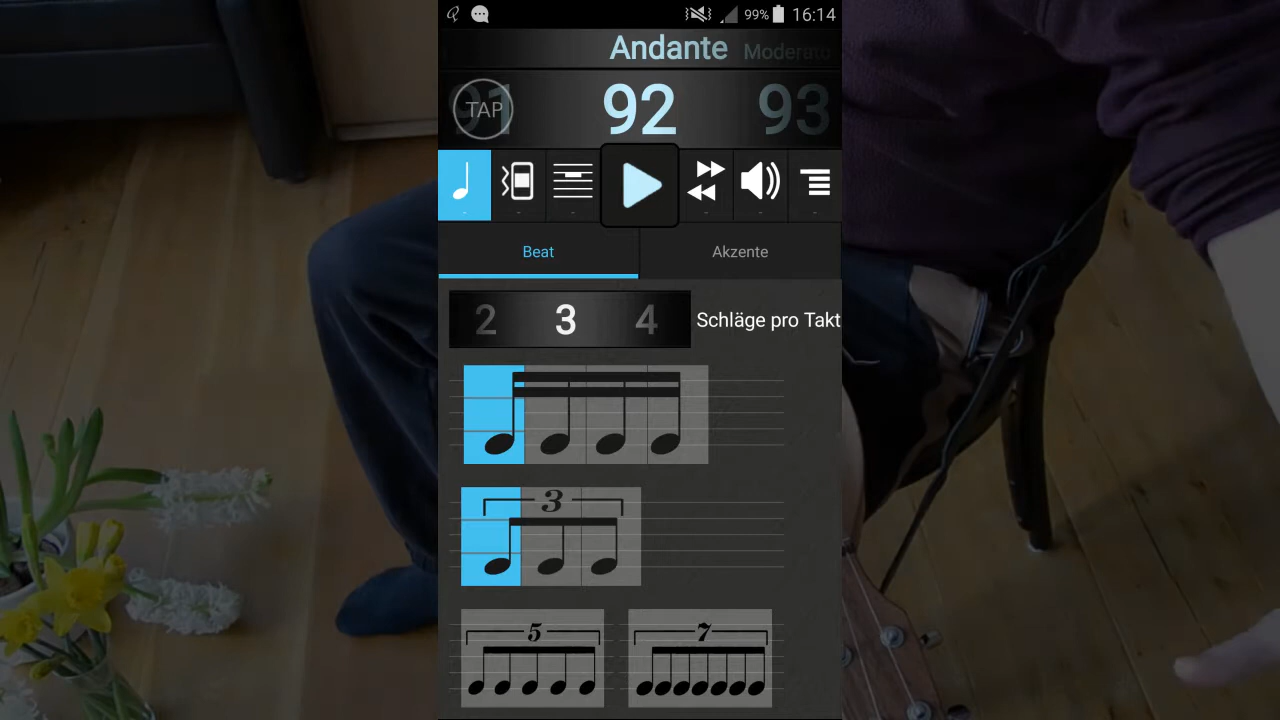 99% 16:14
Andante Moderato
91 TAP 92 93
Beat Akzente
2 3 4 Schläge pro Takt
3
5 7